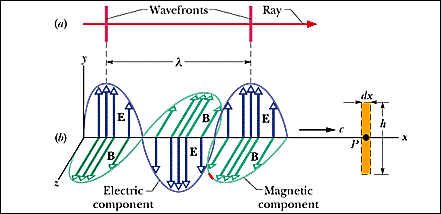 Wavefronts Ray
(a)
λ
y
dx
E E
h
B B
(b) c x
P
E
B
z
Electric component
Magnetic component